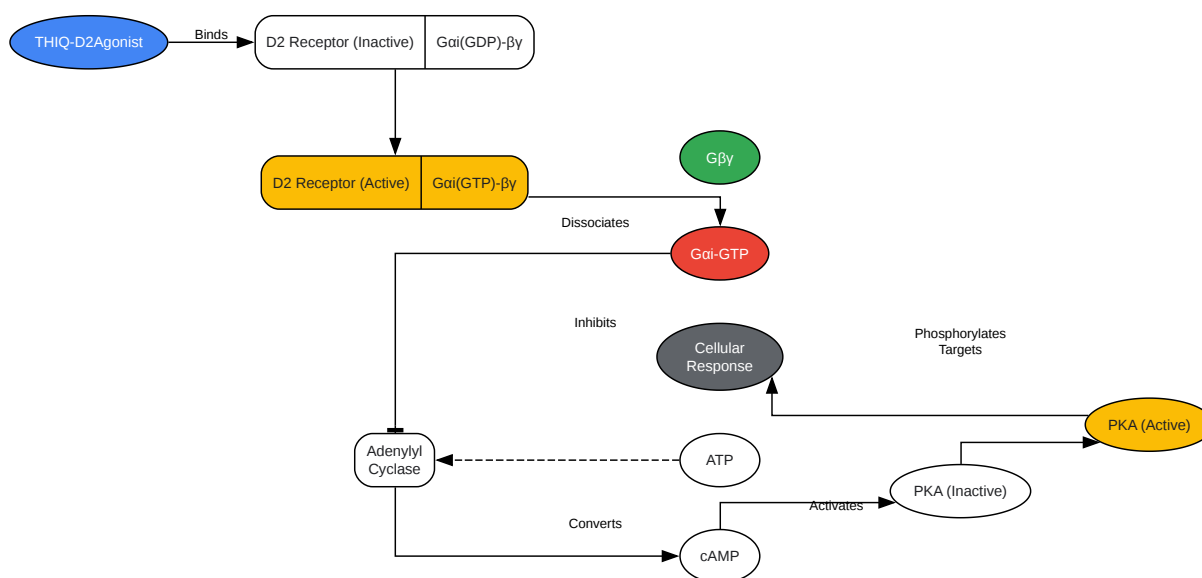 THIQ-D2Agonist
Binds
D2 Receptor (Inactive)
Gαi(GDP)-βγ
D2 Receptor (Active)
Gαi(GTP)-βγ
Gβγ
Dissociates
Gαi-GTP
Inhibits
Cellular
Response
Phosphorylates
Targets
PKA (Active)
Adenylyl
Cyclase
ATP
PKA (Inactive)
Activates
Converts
cAMP